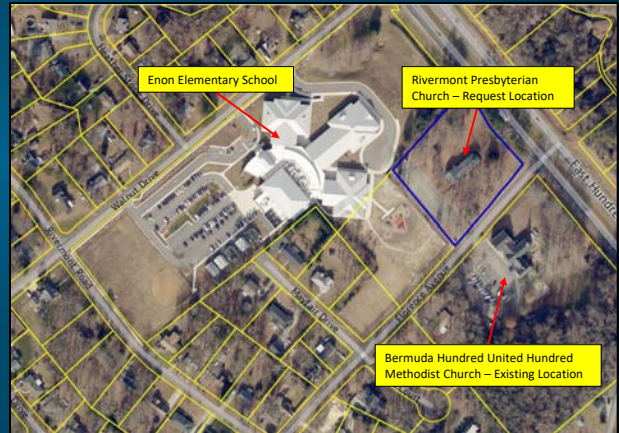 Enon Elementary School
Rivermont Presbyterian
Church – Request Location
Walnut Drive
Rivermont Road
East Hundre
Mayfair Drive
Florence Avenue
Bermuda Hundred United Hundred
Methodist Church – Existing Location